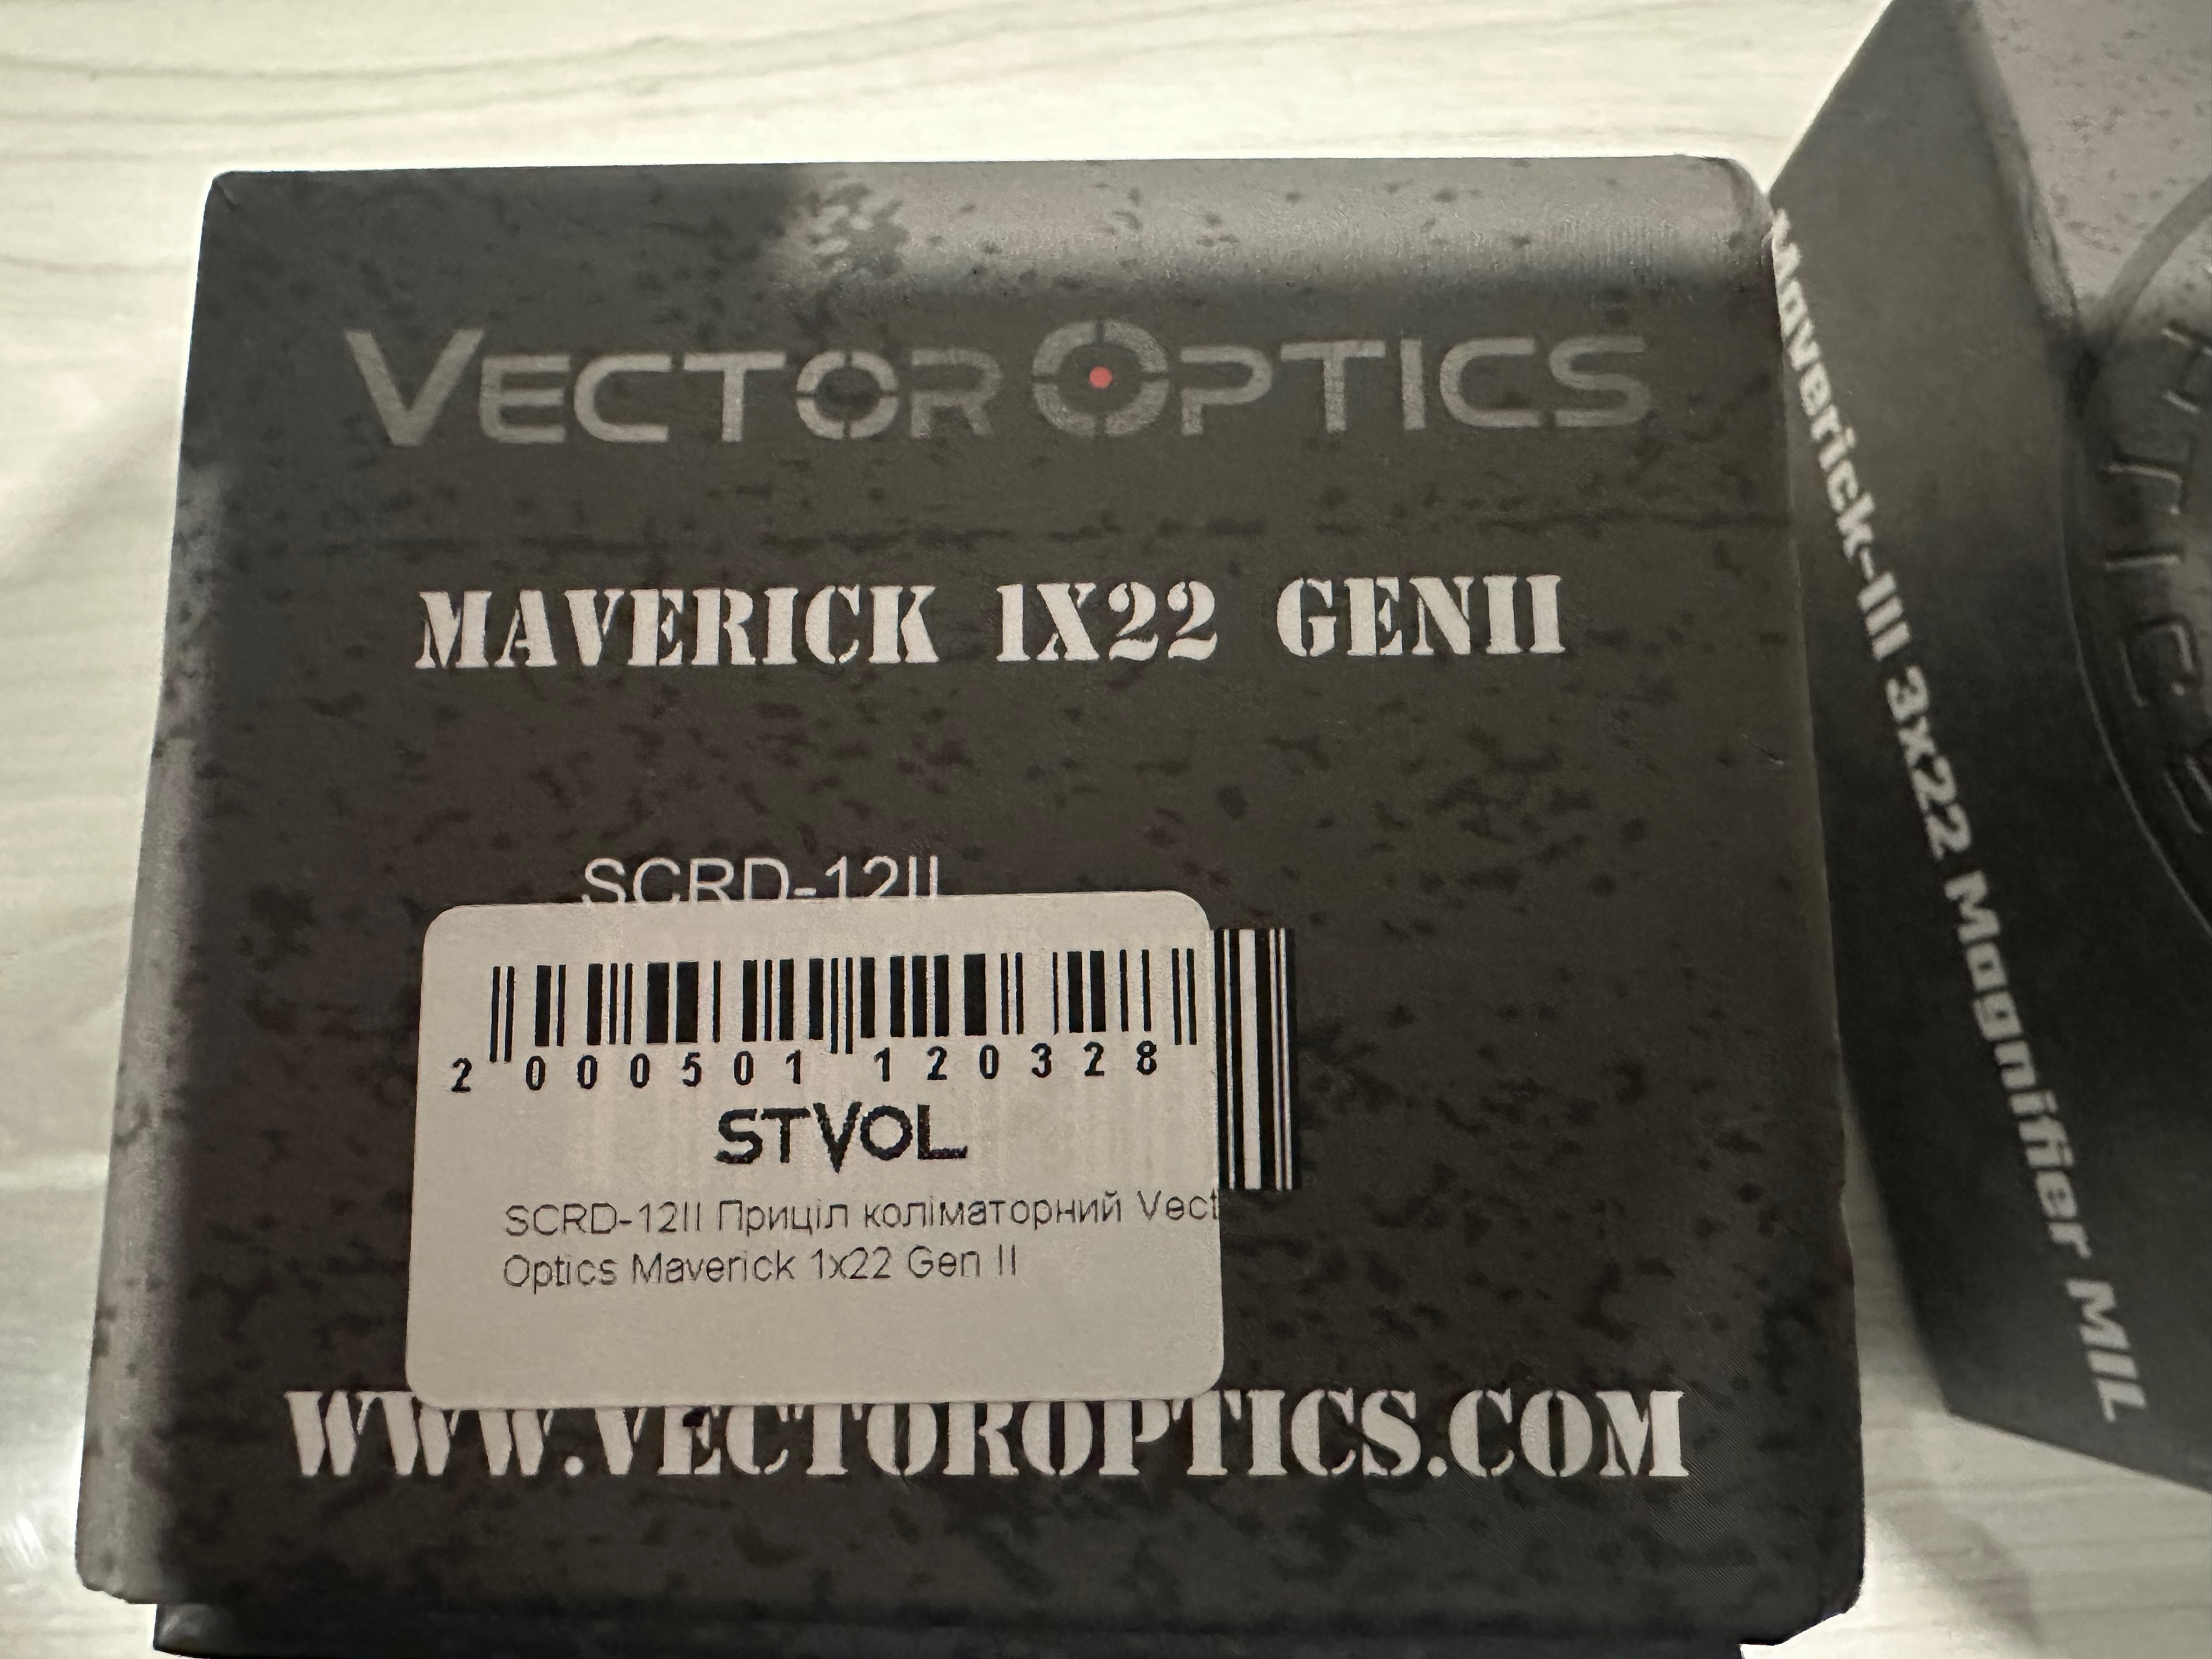 VECTOR OPTICS
MAVERICK 1X22 GENII
SCRD-12II
2 000501 120328
STVOL
SCRD-12II Приціл коліматорний Vect
Optics Maverick 1x22 Gen II
WWW.VECTOROPTICS.COM
Maverick-III 3x22 Magnifier MIL